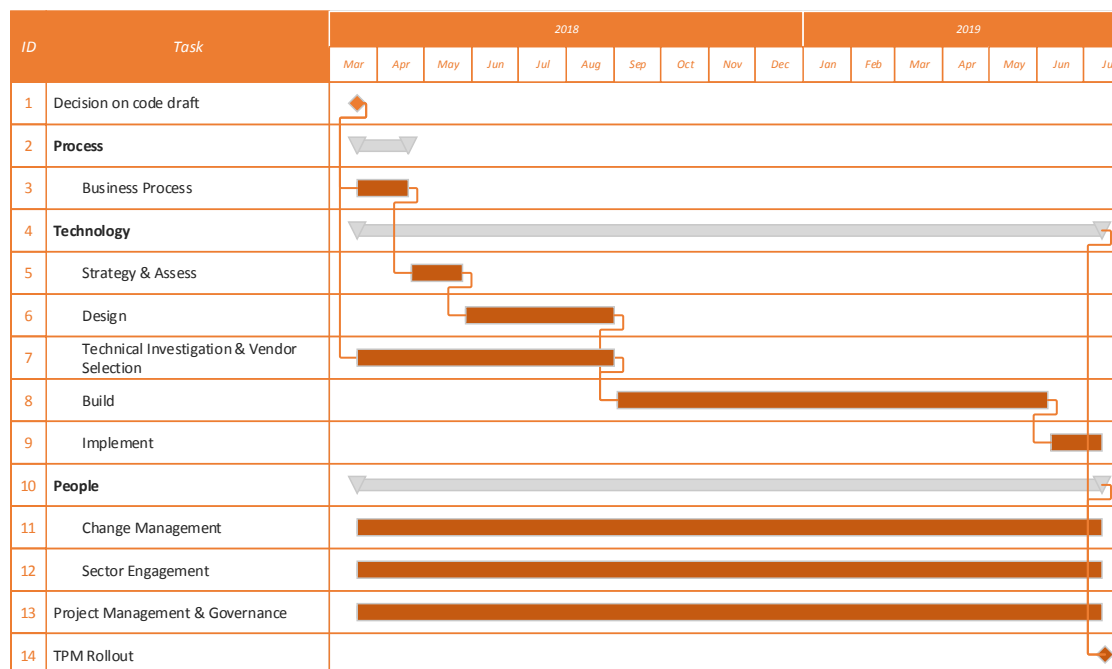 ID
Task
2018
2019
Mar Apr May Jun Jul Aug Sep Oct Nov Dec Jan Feb Mar Apr May Jun
1 Decision on code draft
2 Process
3 Business Process
4 Technology
5 Strategy & Assess
6 Design
7 Technical Investigation & Vendor
Selection
8 Build
9 Implement
10 People
11 Change Management
12 Sector Engagement
13 Project Management & Governance
14 TPM Rollout